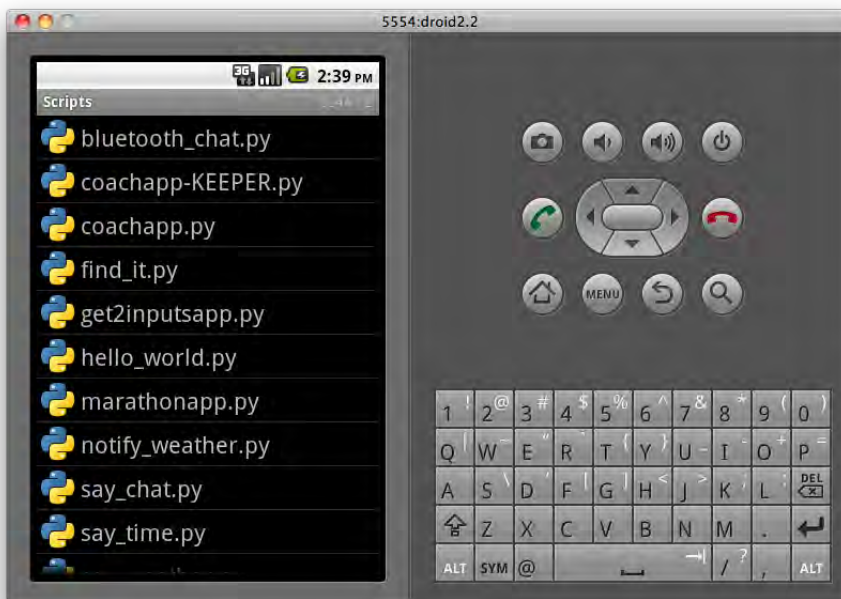 5554:droid2.2
3G 2:39 PM
Scripts
bluetooth_chat.py
coachapp-KEEPER.py
coachapp.py
find_it.py
get2inputsapp.py
hello_world.py
marathonapp.py
notify_weather.py
say_chat.py
say_time.py
MENU
1 ! 2 @ 3 # 4 $ 5 % 6 ^ 7 & 8 * 9 ( 0 )
Q | W ~ E " R ` T { Y } U _ I - O + P =
A S \ D ' F [ G ] H < J > K ; L : DEL
Z X C V B N M .
ALT SYM @ / ? , ALT